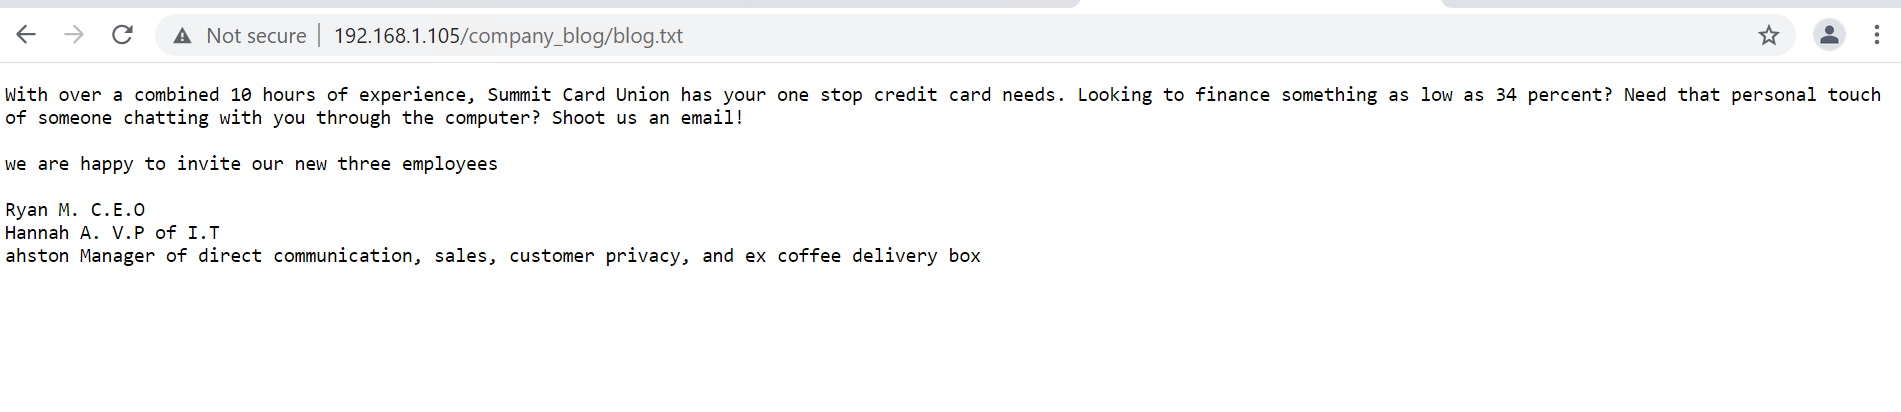 Not secure | 192.168.1.105/company_blog/blog.txt
With over a combined 10 hours of experience, Summit Card Union has your one stop credit card needs. Looking to finance something as low as 34 percent? Need that personal touch
of someone chatting with you through the computer? Shoot us an email!
we are happy to invite our new three employees
Ryan M. C.E.O
Hannah A. V.P of I.T
ahston Manager of direct communication, sales, customer privacy, and ex coffee delivery box